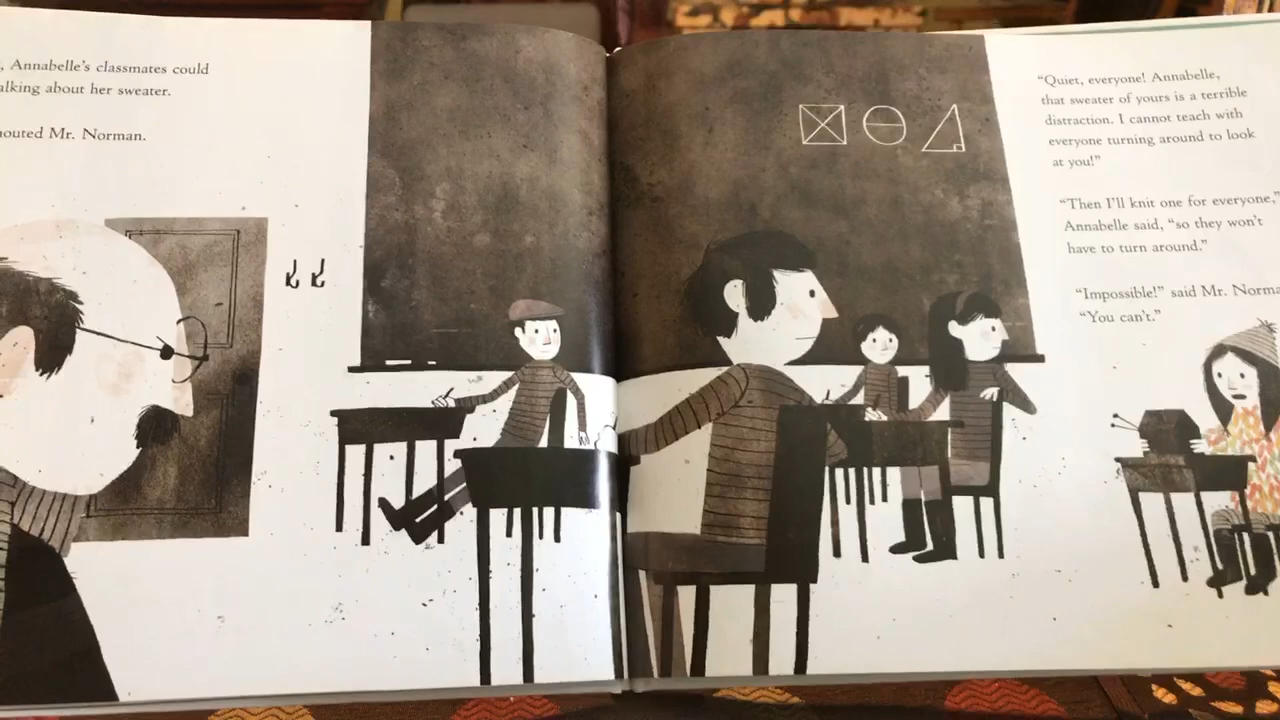 , Annabelle's classmates could
alking about her sweater.
houted Mr. Norman.
"Quiet, everyone! Annabelle,
that sweater of yours is a terrible
distraction. I cannot teach with
everyone turning around to look
at you!"
"Then I'll knit one for everyone,"
Annabelle said, "so they won't
have to turn around."
"Impossible!" said Mr. Norma
"You can't."